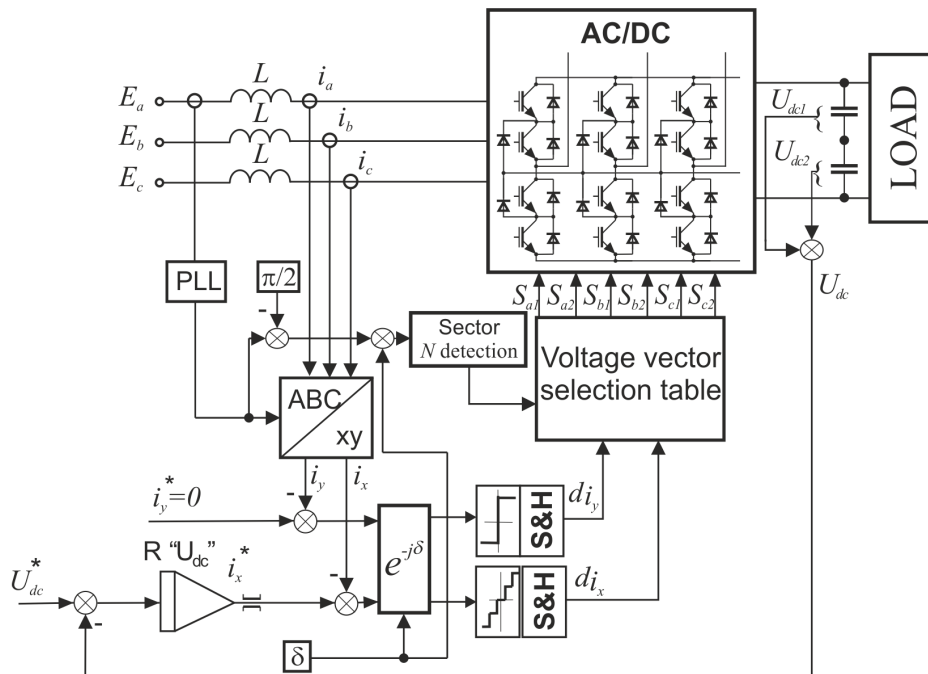 AC/DC
L
i_a
E_a
L
i_b
E_b
L
i_c
E_c
U_dc1
U_dc2
LOAD
U_dc
PLL
π/2
-
S_a1 S_a2 S_b1 S_b2 S_c1 S_c2
Sector
N detection
Voltage vector
selection table
ABC
xy
i_y
i_x
-
i_y^*=0
S&H
di_y
R "U_dc"
i_x^*
e^-jδ
U_dc^*
-
-
S&H
di_x
δ